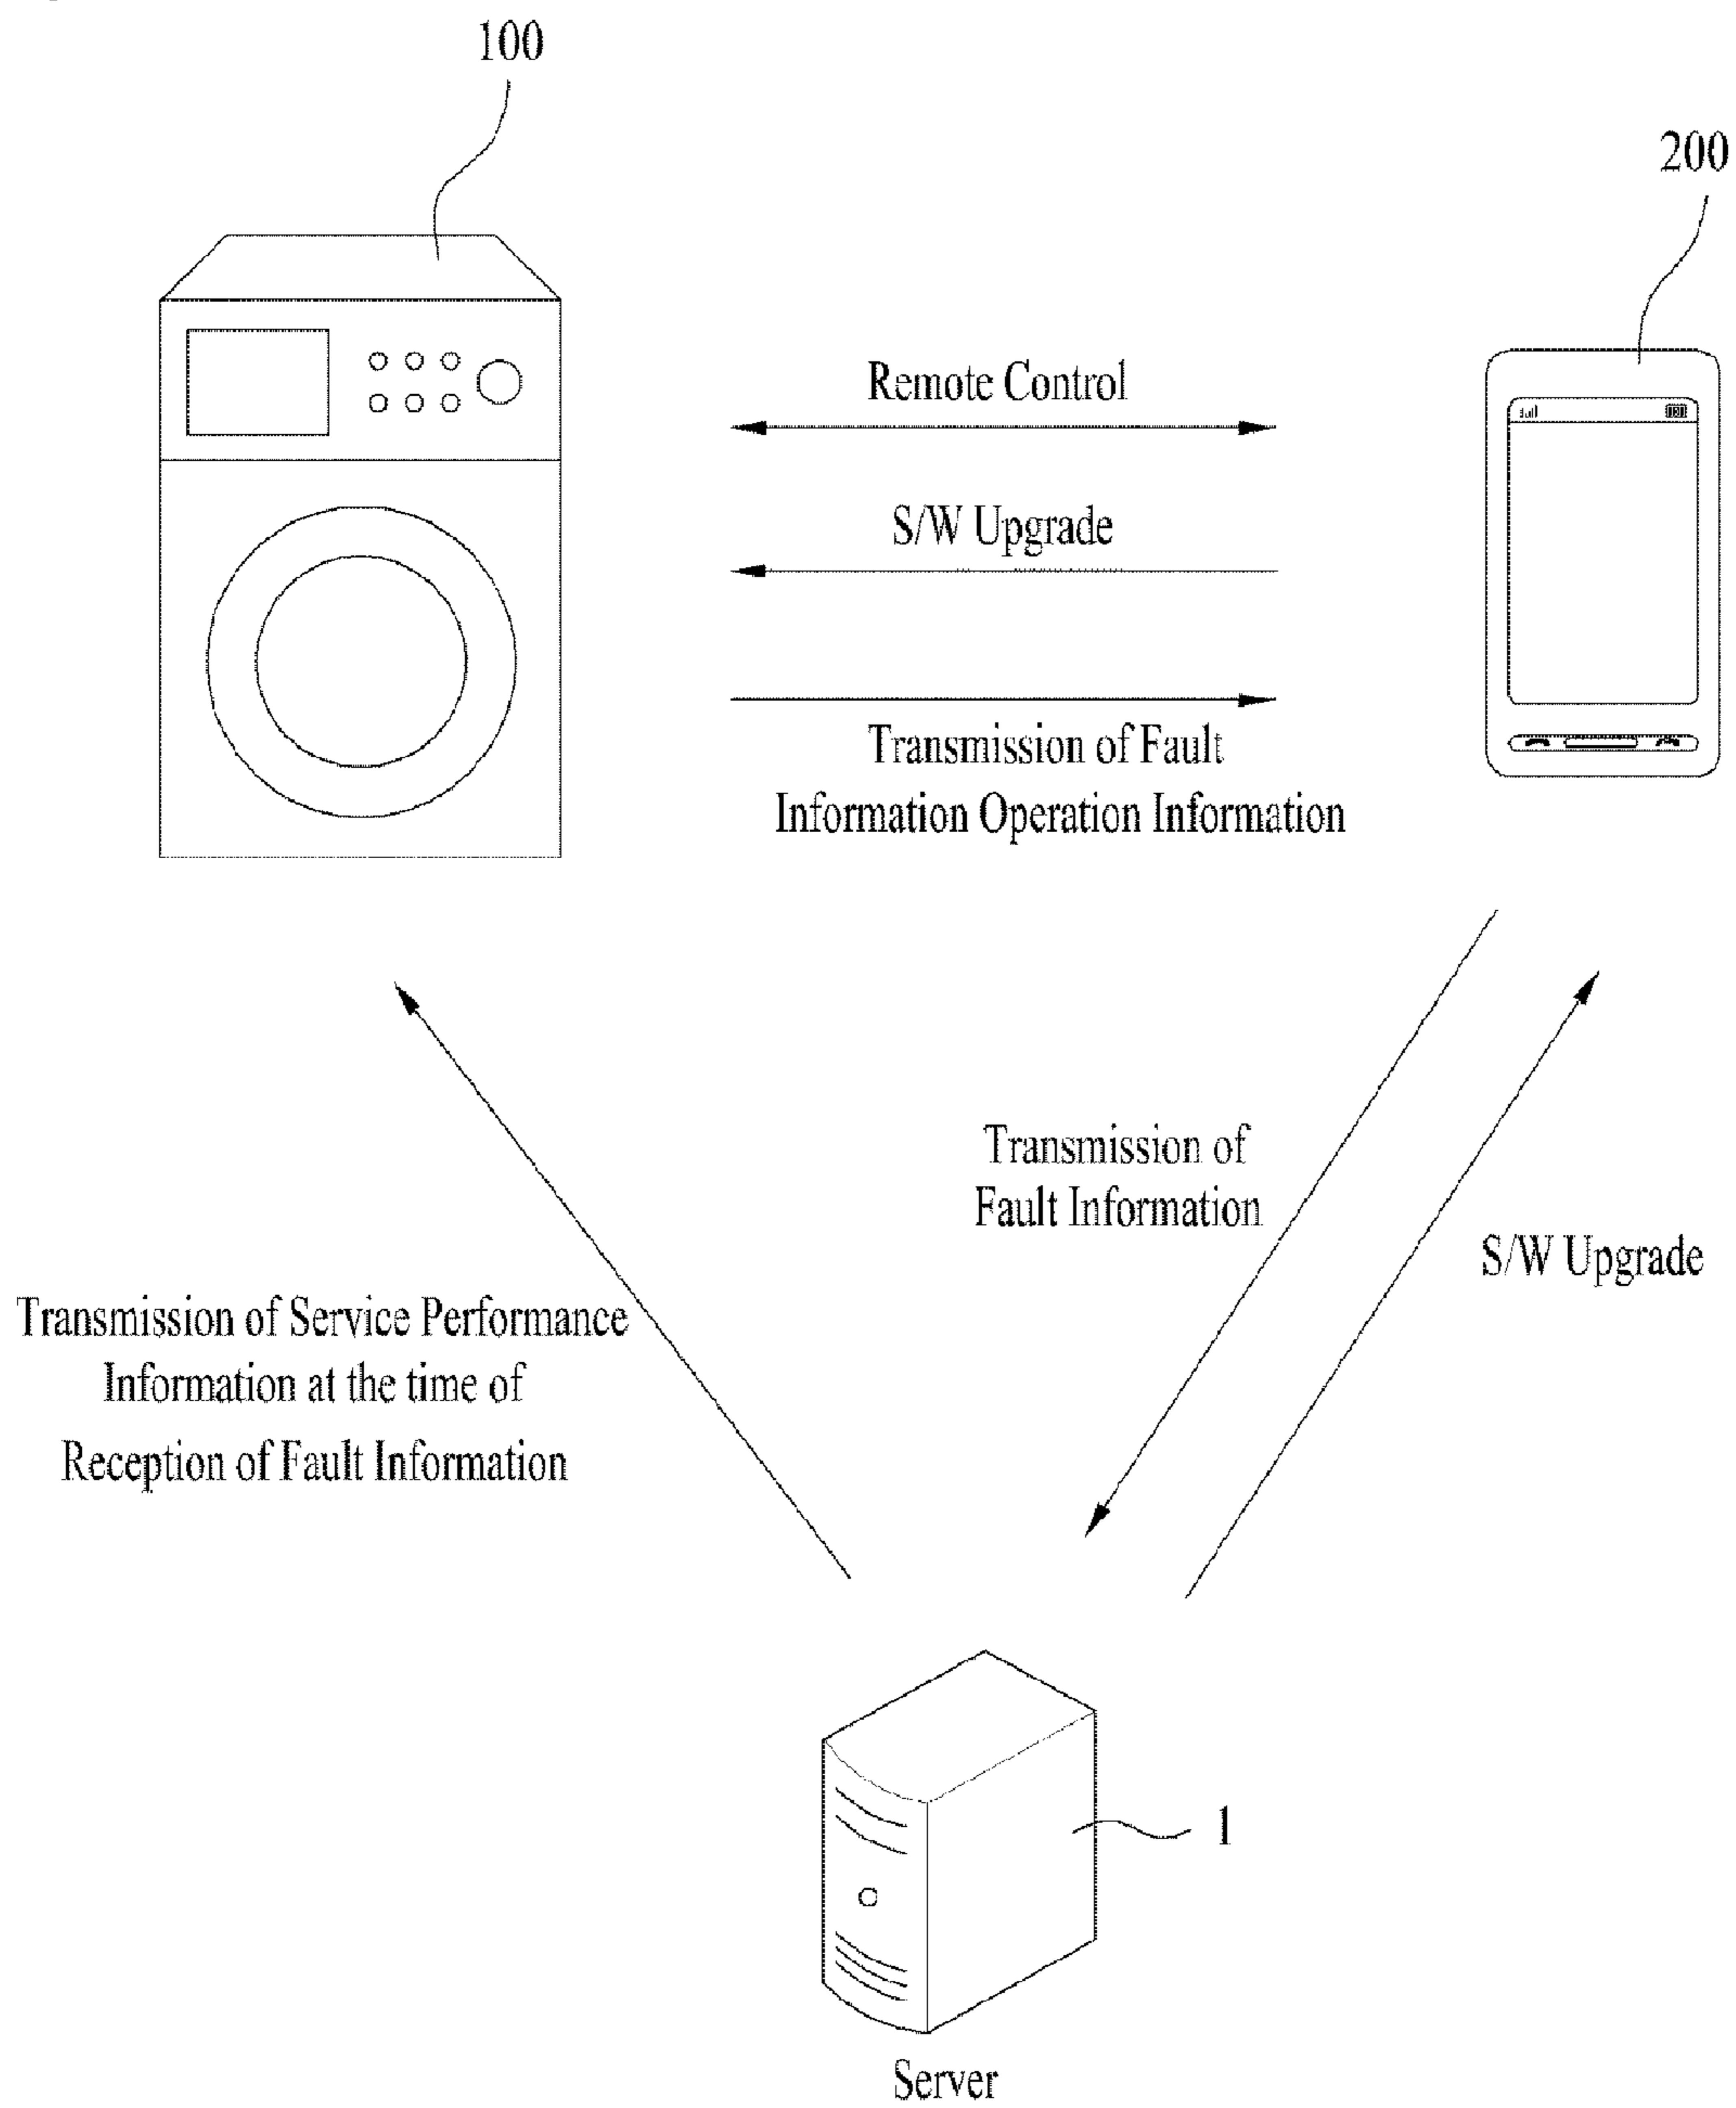 100
200
Remote Control
S/W Upgrade
Transmission of Fault
Information Operation Information
Transmission of
Fault Information
S/W Upgrade
Transmission of Service Performance
Information at the time of
Reception of Fault Information
1
Server